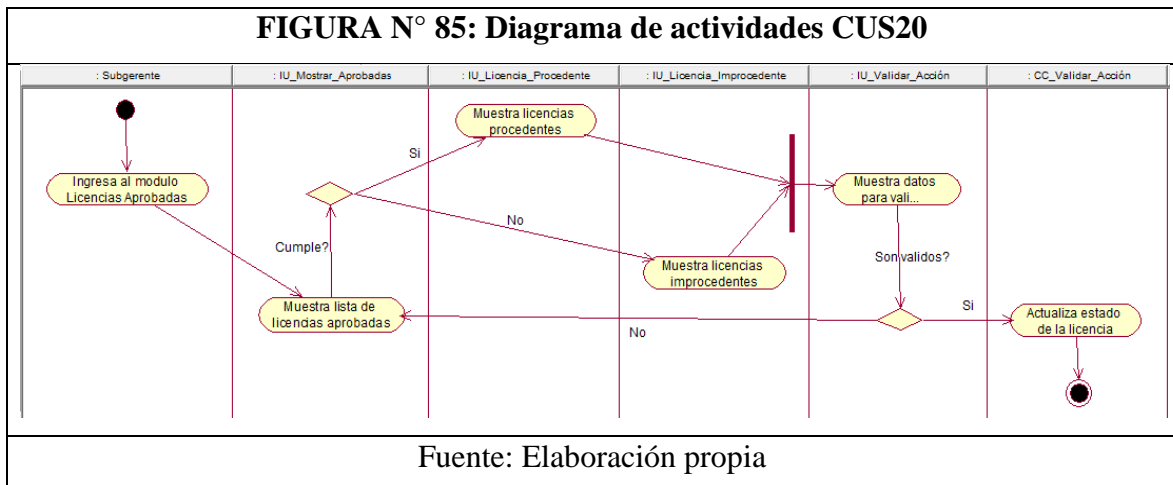 FIGURA N° 85: Diagrama de actividades CUS20
: Subgerente
: IU_Mostrar_Aprobadas
: IU_Licencia_Procedente
: IU_Licencia_Improcedente
: IU_Validar_Acción
: CC_Validar_Acción
Muestra licencias
procedentes
Si
Ingresa al modulo
Licencias Aprobadas
Muestra datos
para vali...
No
Cumple?
Son validos?
Muestra licencias
improcedentes
Muestra lista de
licencias aprobadas
Si
Actualiza estado
de la licencia
No
Fuente: Elaboración propia